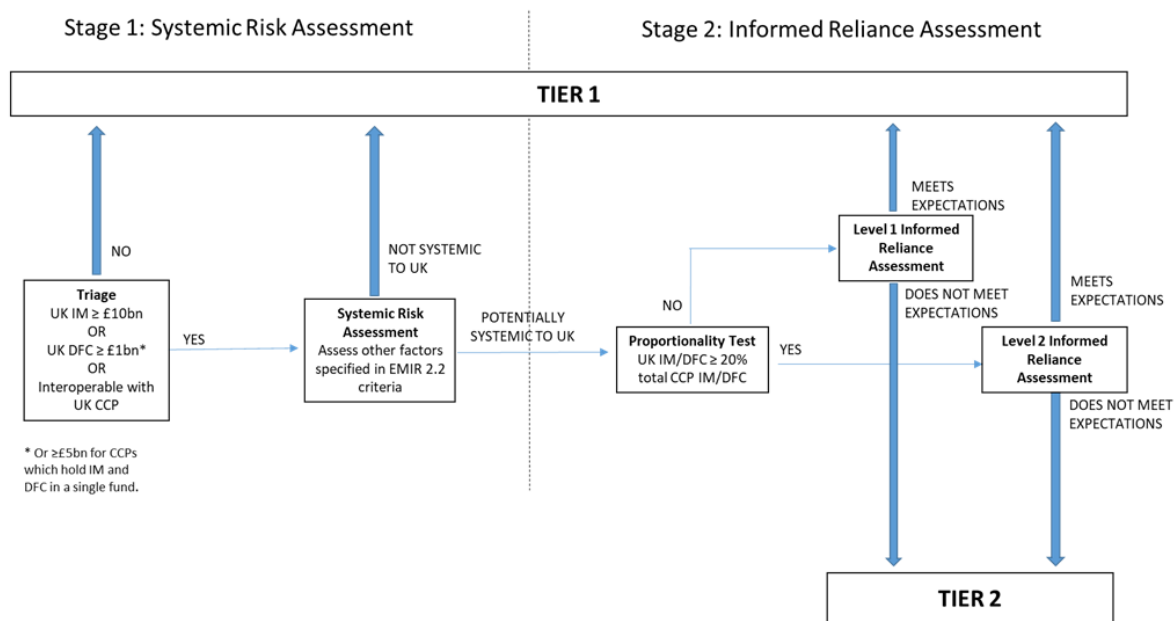 Stage 1: Systemic Risk Assessment
Stage 2: Informed Reliance Assessment
TIER 1
NO
Triage
UK IM ≥ £10bn
OR
UK DFC ≥ £1bn*
OR
Interoperable with
UK CCP
* Or ≥£5bn for CCPs
which hold IM and
DFC in a single fund.
YES
NOT SYSTEMIC
TO UK
Systemic Risk
Assessment
Assess other factors
specified in EMIR 2.2
criteria
POTENTIALLY
SYSTEMIC TO UK
Proportionality Test
UK IM/DFC ≥ 20%
total CCP IM/DFC
NO
YES
MEETS
EXPECTATIONS
Level 1 Informed
Reliance
Assessment
DOES NOT MEET
EXPECTATIONS
MEETS
EXPECTATIONS
Level 2 Informed
Reliance
Assessment
DOES NOT MEET
EXPECTATIONS
TIER 2